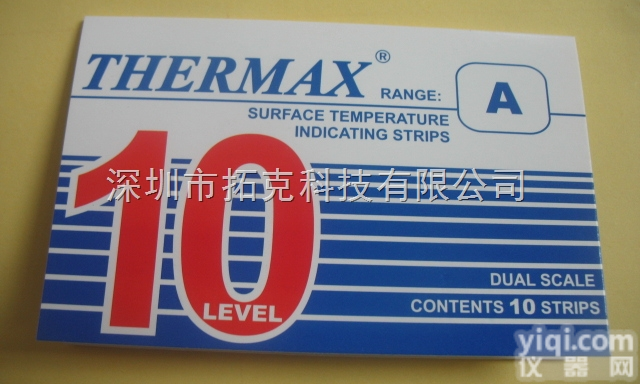 THERMAX® RANGE: A
SURFACE TEMPERATURE
INDICATING STRIPS
深圳市拓克科技有限公司
10
LEVEL
DUAL SCALE
CONTENTS 10 STRIPS
yiqi.com
仪器网